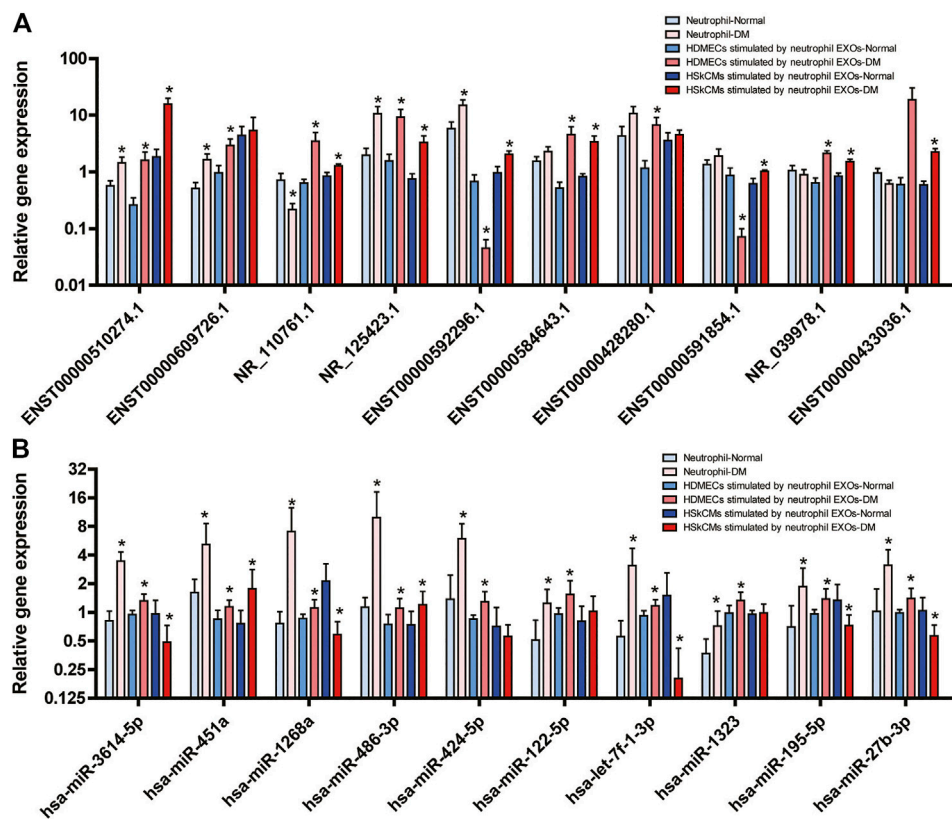 A
Neutrophil-Normal
Neutrophil-DM
HDMECs stimulated by neutrophil EXOs-Normal
HDMECs stimulated by neutrophil EXOs-DM
HSkCMs stimulated by neutrophil EXOs-Normal
HSkCMs stimulated by neutrophil EXOs-DM
Relative gene expression
100
10
1
0.1
0.01
* * * * * * * * * * * * * * * * * * * *
ENST00000510274.1
ENST00000609726.1
NR_110761.1
NR_125423.1
ENST00000592296.1
ENST00000584643.1
ENST00000428280.1
ENST00000591854.1
NR_039978.1
ENST00000433036.1
B
Neutrophil-Normal
Neutrophil-DM
HDMECs stimulated by neutrophil EXOs-Normal
HDMECs stimulated by neutrophil EXOs-DM
HSkCMs stimulated by neutrophil EXOs-Normal
HSkCMs stimulated by neutrophil EXOs-DM
Relative gene expression
32
16
8
4
2
1
0.5
0.25
0.125
* * * * * * * * * * * * * * * * * * * * * * * * * * *
hsa-miR-3614-5p
hsa-miR-451a
hsa-miR-1268a
hsa-miR-486-3p
hsa-miR-424-5p
hsa-miR-122-5p
hsa-let-7f-1-3p
hsa-miR-1323
hsa-miR-195-5p
hsa-miR-27b-3p